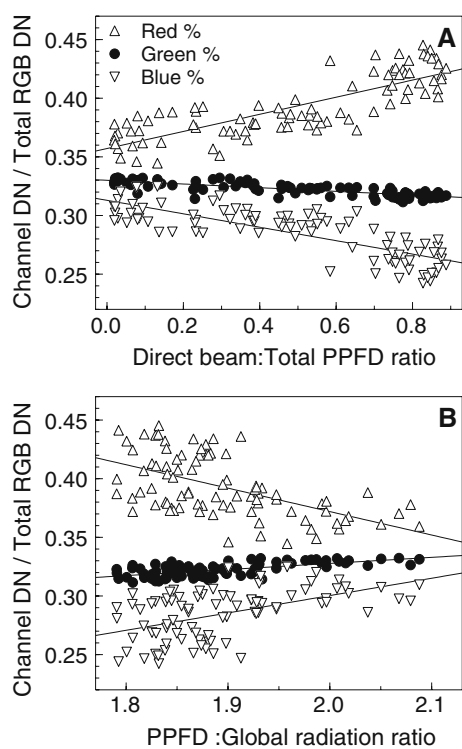 A
Red %
Green %
Blue %
0.45
0.40
0.35
0.30
0.25
Channel DN / Total RGB DN
0.0 0.2 0.4 0.6 0.8 1.0
Direct beam:Total PPFD ratio
B
0.45
0.40
0.35
0.30
0.25
Channel DN / Total RGB DN
1.8 1.9 2.0 2.1
PPFD :Global radiation ratio